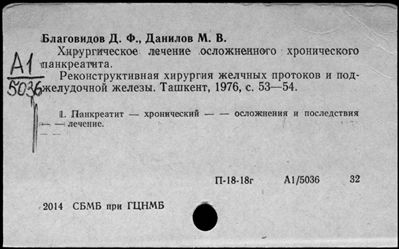 Благовидов Д. Ф., Данилов М. В.
Хирургическое лечение осложненного хронического
панкреатита.
А1
5036
Реконструктивная хирургия желчных протоков и под-
желудочной железы. Ташкент, 1976, с. 53—54.
1. Панкреатит — хронический — — осложнения и последствия
— — лечение.
П-18-18г А1/5036 32
2014 СБМБ при ГЦНМБ